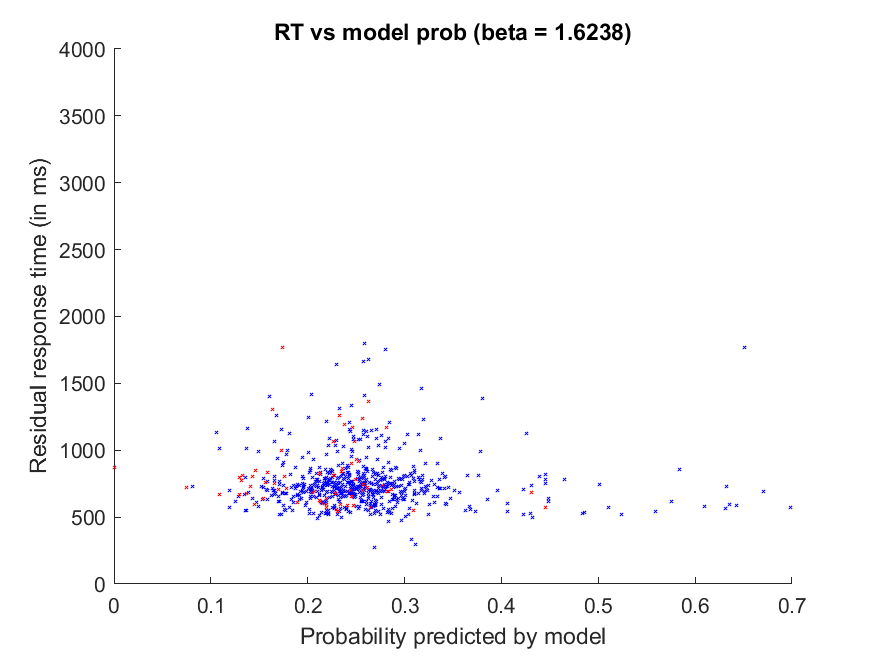 RT vs model prob (beta = 1.6238)
4000
3500
3000
2500
2000
1500
1000
500
0
Residual response time (in ms)
0 0.1 0.2 0.3 0.4 0.5 0.6 0.7
Probability predicted by model